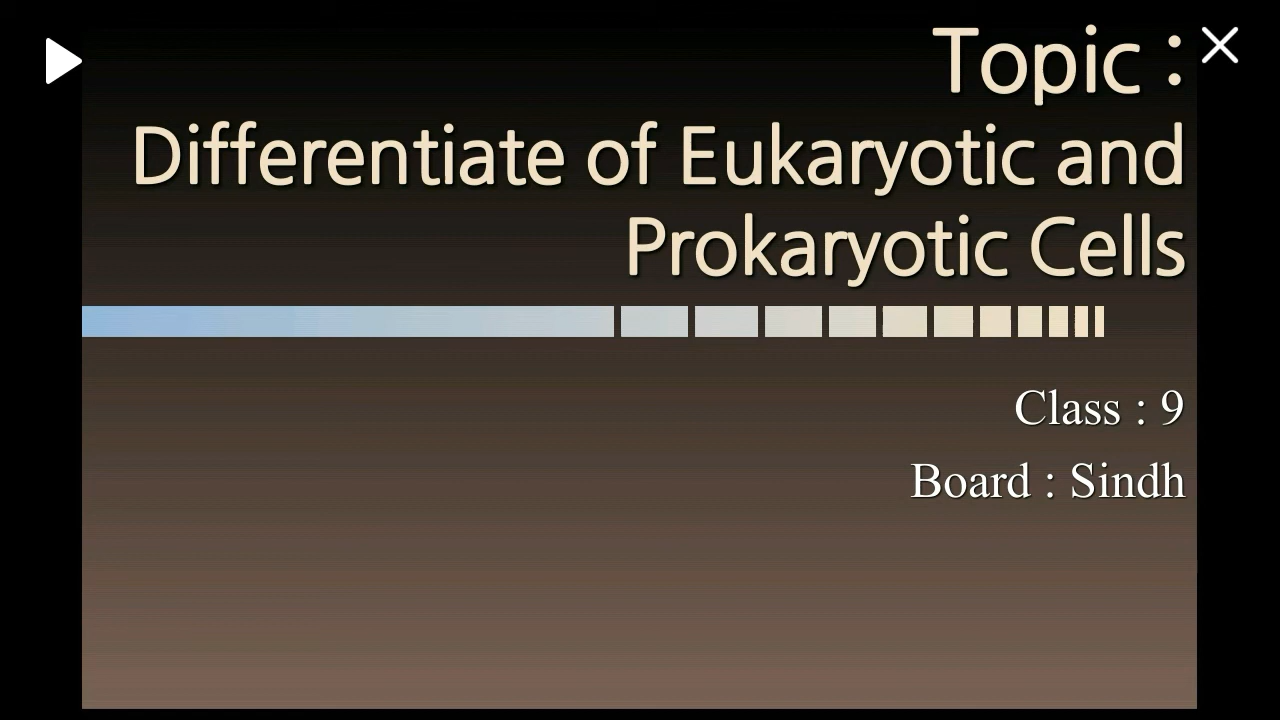 Topic :
Differentiate of Eukaryotic and
Prokaryotic Cells
Class : 9
Board : Sindh